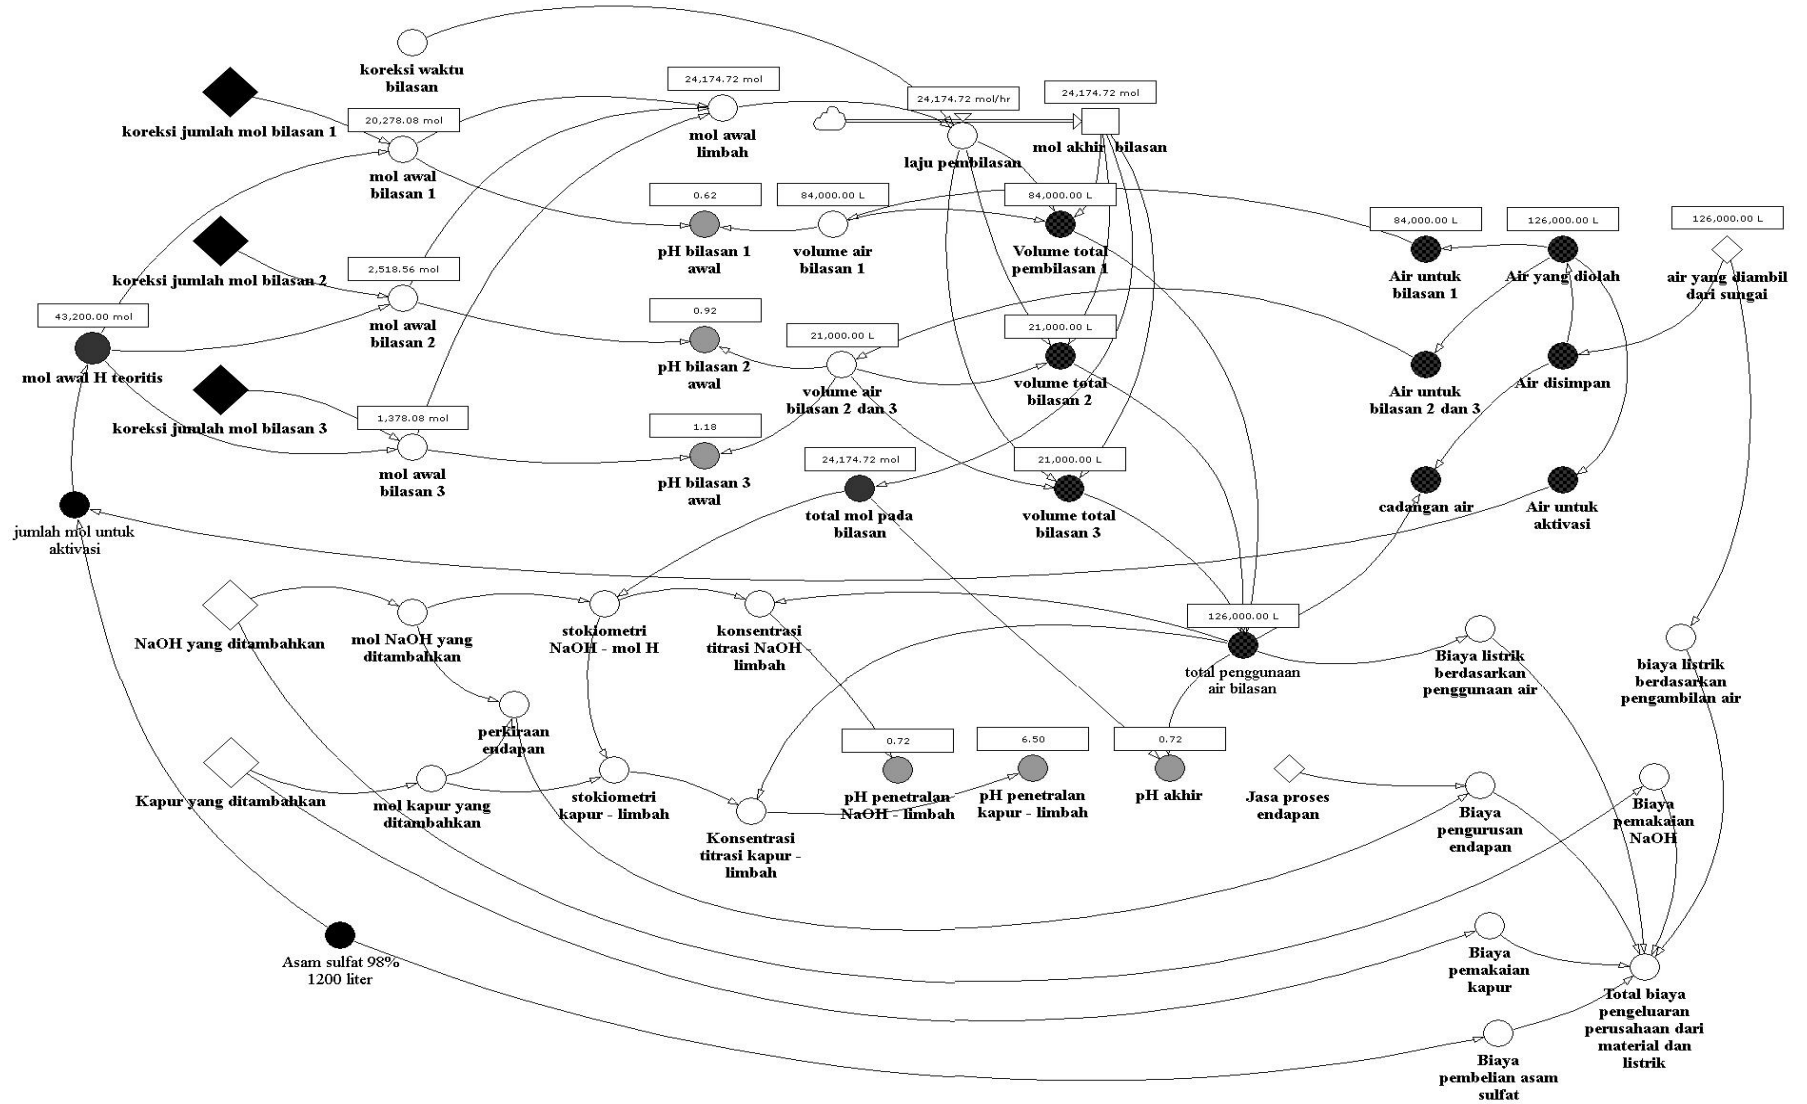 koreksi waktu
bilasan
koreksi jumlah mol bilasan 1
20,278.08 mol
mol awal
bilasan 1
24,174.72 mol
mol awal
limbah
24,174.72 mol/hr
laju pembilasan
24,174.72 mol
mol akhir bilasan
0.62
pH bilasan 1
awal
84,000.00 L
volume air
bilasan 1
84,000.00 L
Volume total
pembilasan 1
84,000.00 L
Air untuk
bilasan 1
126,000.00 L
Air yang diolah
126,000.00 L
air yang diambil
dari sungai
koreksi jumlah mol bilasan 2
2,518.56 mol
mol awal
bilasan 2
43,200.00 mol
mol awal H teoritis
0.92
pH bilasan 2
awal
21,000.00 L
volume air
bilasan 2 dan 3
21,000.00 L
volume total
bilasan 2
Air untuk
bilasan 2 dan 3
Air disimpan
koreksi jumlah mol bilasan 3
1,378.08 mol
mol awal
bilasan 3
1.18
pH bilasan 3
awal
24,174.72 mol
total mol pada
bilasan
21,000.00 L
volume total
bilasan 3
cadangan air
Air untuk
aktivasi
jumlah mol untuk
aktivasi
NaOH yang ditambahkan
mol NaOH yang
ditambahkan
stokiometri
NaOH - mol H
konsentrasi
titrasi NaOH -
limbah
126,000.00 L
total penggunaan
air bilasan
Biaya listrik
berdasarkan
penggunaan air
biaya listrik
berdasarkan
pengambilan air
perkiraan
endapan
Kapur yang ditambahkan
mol kapur yang
ditambahkan
stokiometri
kapur - limbah
Konsentrasi
titrasi kapur -
limbah
0.72
pH penetralan
NaOH - limbah
6.50
pH penetralan
kapur - limbah
0.72
pH akhir
Jasa proses
endapan
Biaya
pengurusan
endapan
Biaya
pemakaian
NaOH
Asam sulfat 98%
1200 liter
Biaya
pemakaian
kapur
Total biaya
pengeluaran
perusahaan dari
material dan
listrik
Biaya
pembelian asam
sulfat